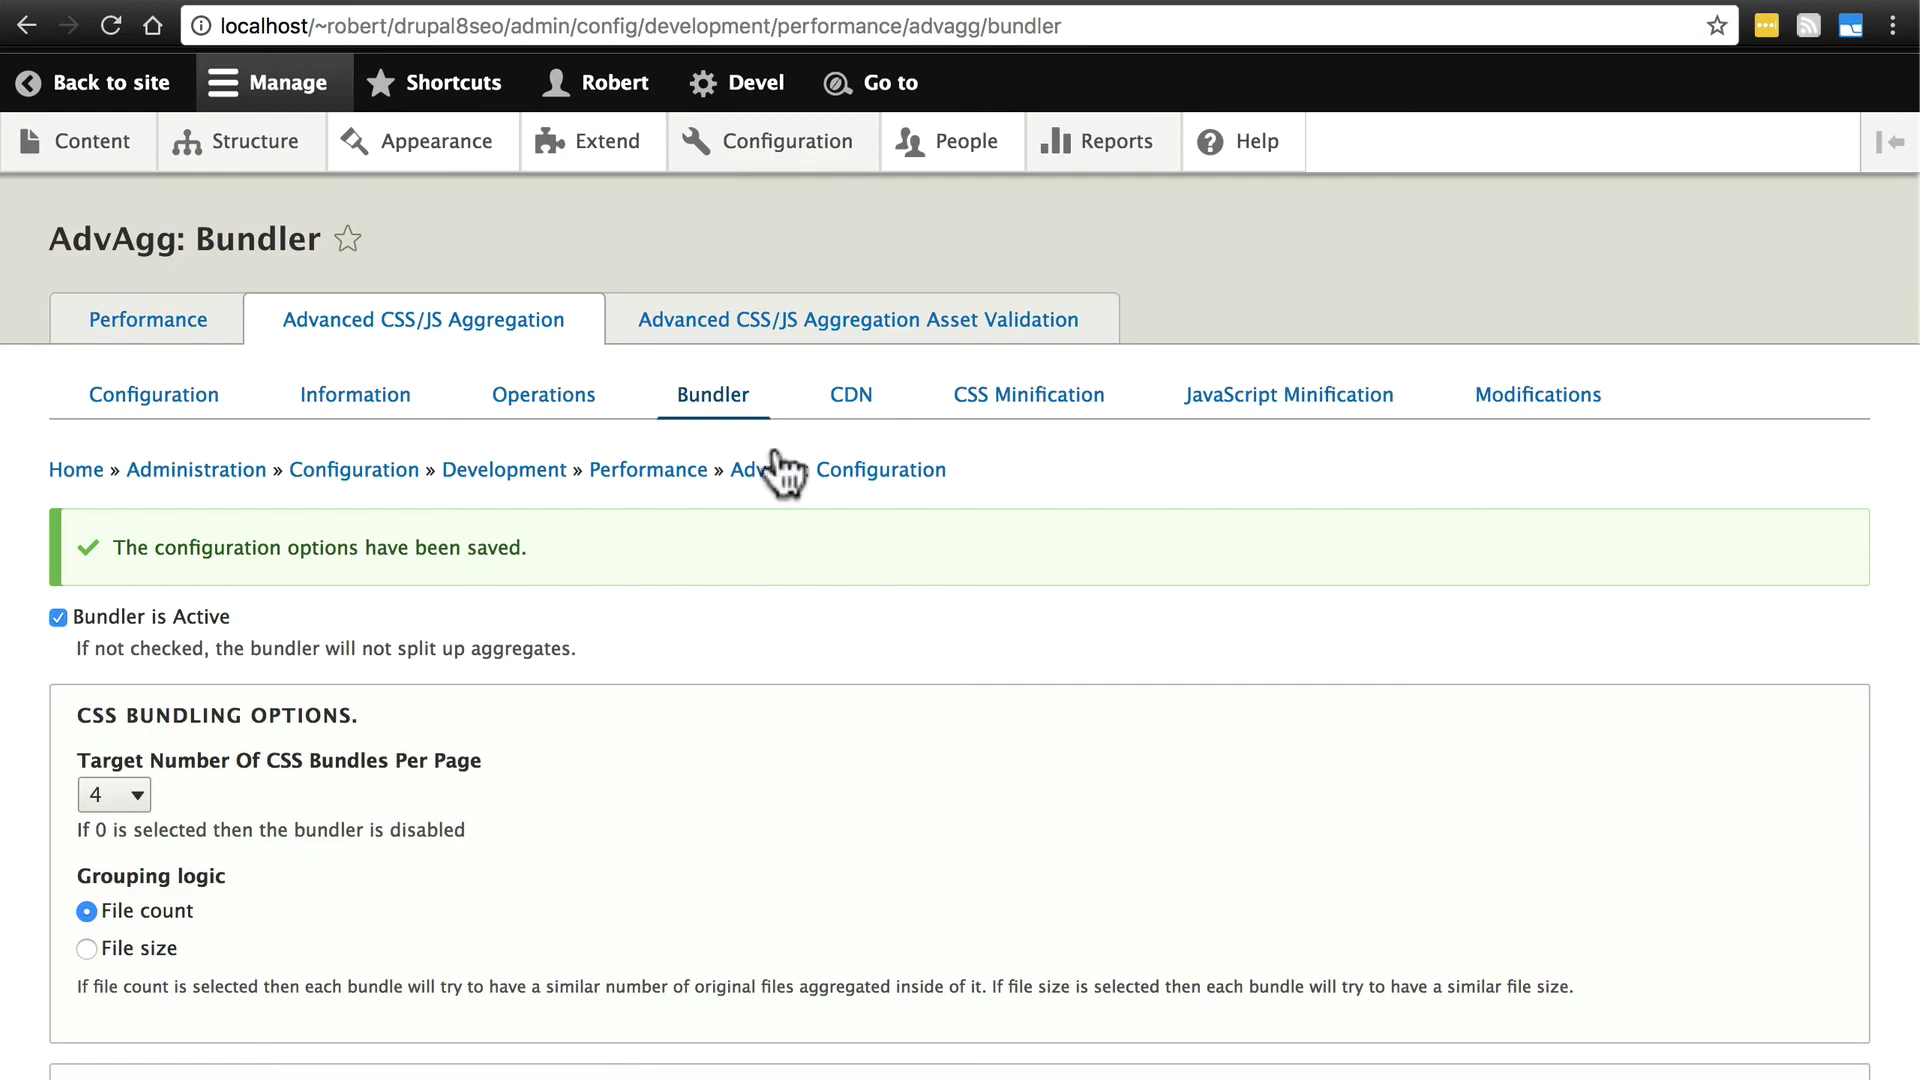 localhost/~robert/drupal8seo/admin/config/development/performance/advagg/bundler
Back to site Manage Shortcuts Robert Devel Go to
Content Structure Appearance Extend Configuration People Reports Help
AdvAgg: Bundler
Performance Advanced CSS/JS Aggregation Advanced CSS/JS Aggregation Asset Validation
Configuration Information Operations Bundler CDN CSS Minification JavaScript Minification Modifications
Home » Administration » Configuration » Development » Performance » Configuration
The configuration options have been saved.
Bundler is Active
If not checked, the bundler will not split up aggregates.
CSS BUNDLING OPTIONS.
Target Number Of CSS Bundles Per Page
4
If 0 is selected then the bundler is disabled
Grouping logic
File count
File size
If file count is selected then each bundle will try to have a similar number of original files aggregated inside of it. If file size is selected then each bundle will try to have a similar file size.